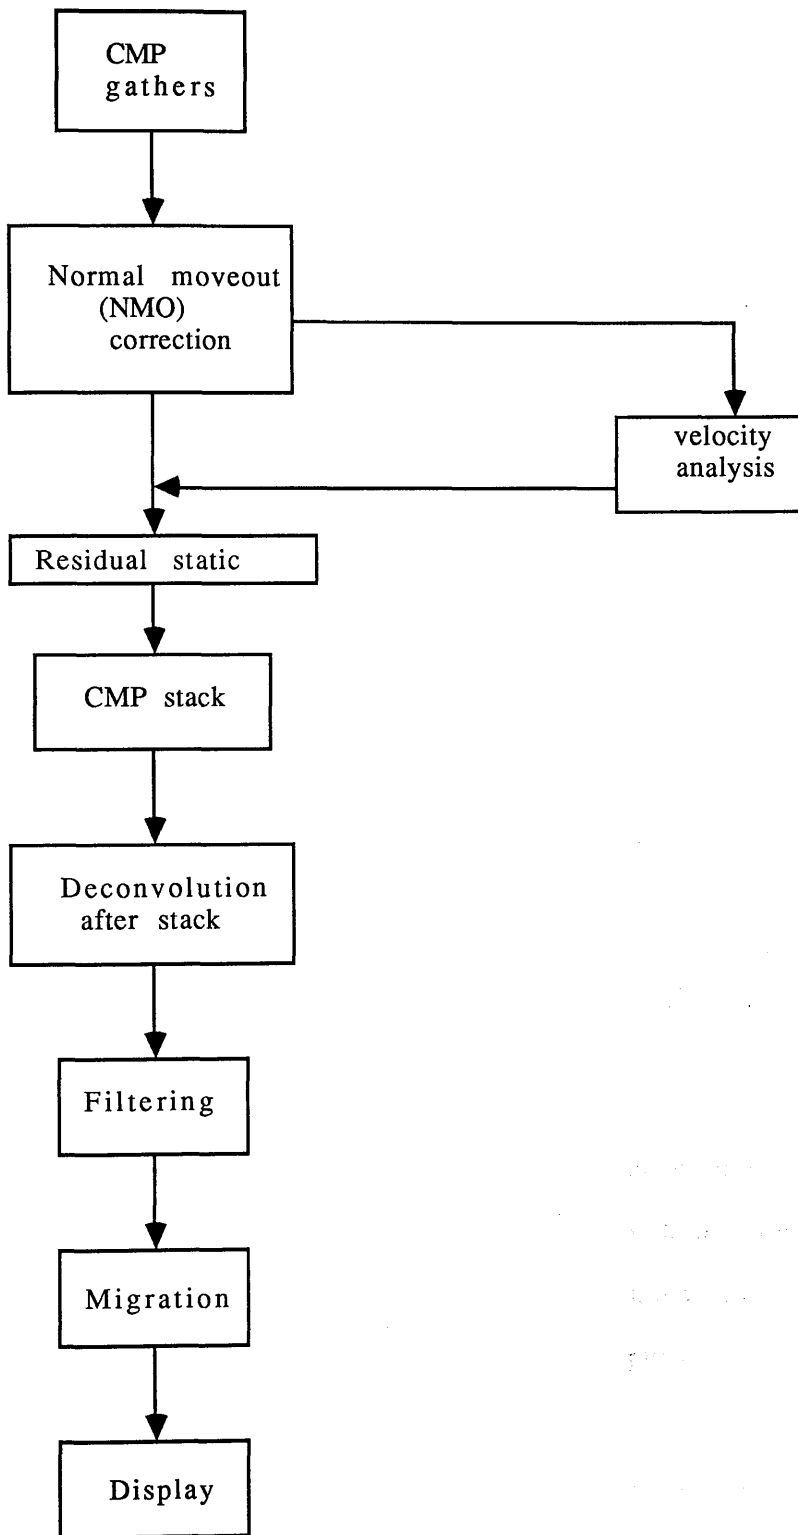 CMP
gathers
Normal moveout
(NMO)
correction
velocity
analysis
Residual static
CMP stack
Deconvolution
after stack
Filtering
Migration
Display